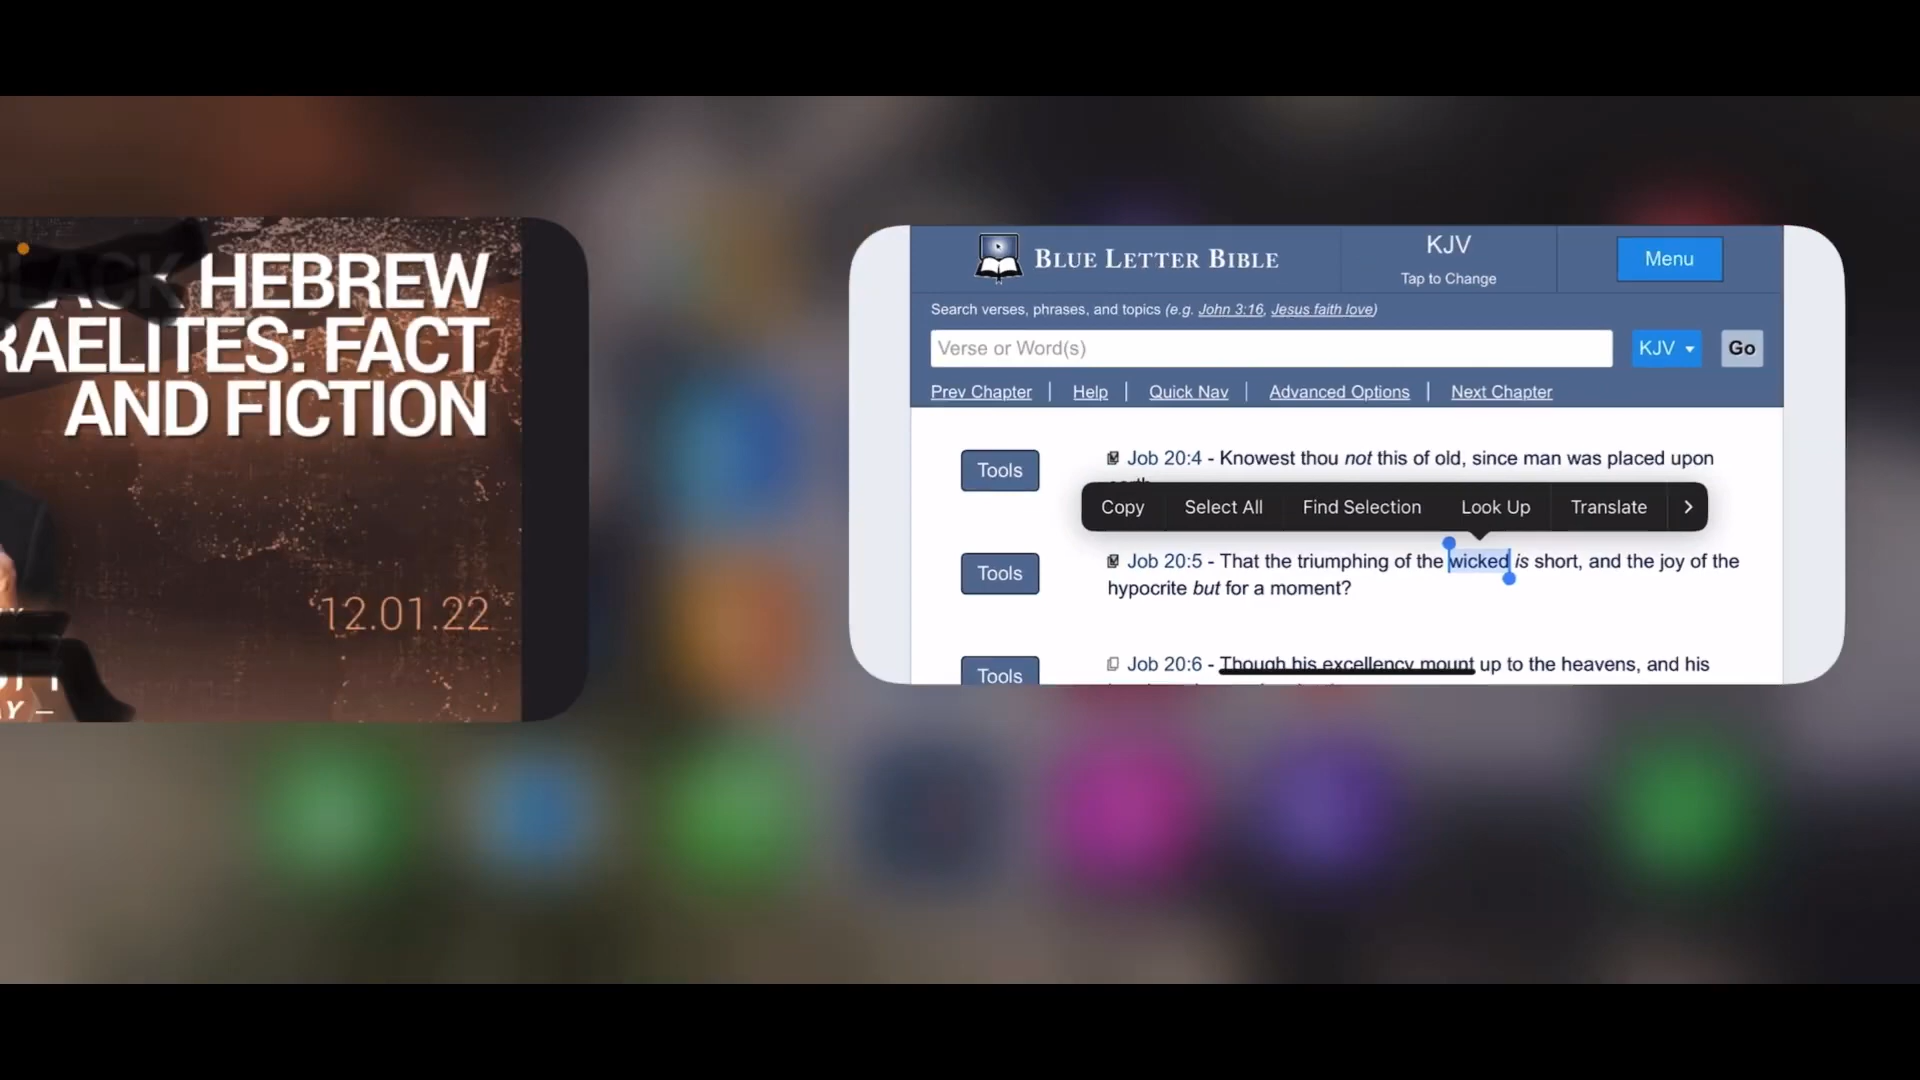 BLACK HEBREW
RAELITES: FACT
AND FICTION
12.01.22
AY —
BLUE LETTER BIBLE
KJV
Tap to Change
Menu
Search verses, phrases, and topics (e.g. John 3:16, Jesus faith love)
Verse or Word(s)
KJV
Go
Prev Chapter | Help | Quick Nav | Advanced Options | Next Chapter
Tools
Job 20:4 - Knowest thou not this of old, since man was placed upon
Copy Select All Find Selection Look Up Translate
Tools
Job 20:5 - That the triumphing of the wicked is short, and the joy of the
hypocrite but for a moment?
Tools
Job 20:6 - Though his excellency mount up to the heavens, and his